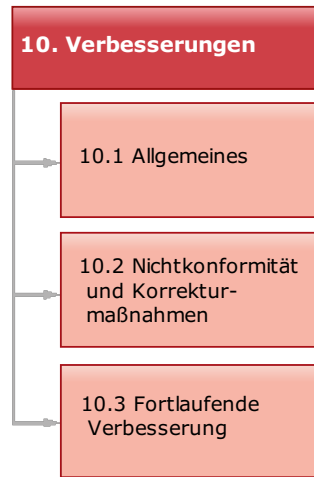 10. Verbesserungen
10.1 Allgemeines
10.2 Nichtkonformität
und Korrektur-
maßnahmen
10.3 Fortlaufende
Verbesserung